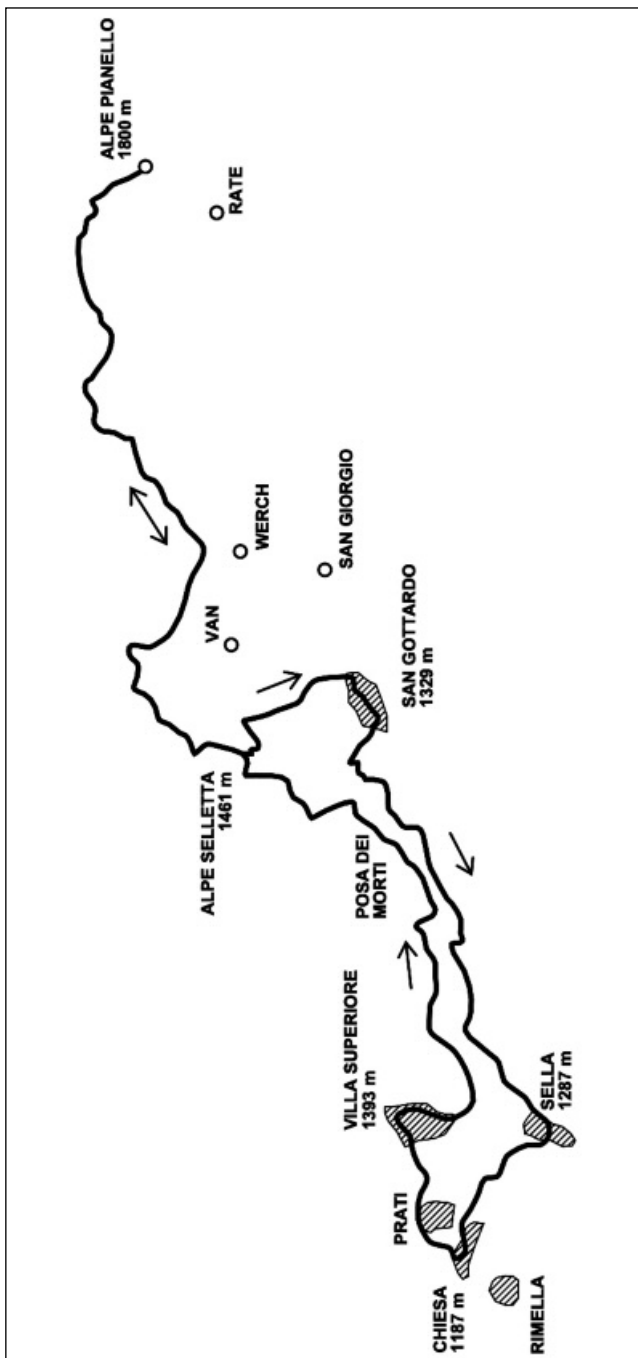 ALPE PIANELLO
1800 m
ALPE SELLETTA
1461 m
VAN
RATE
WERCH
SAN GIORGIO
VILLA SUPERIORE
1393 m
POSA DEI
MORTI
PRATI
SAN GOTTARDO
1329 m
CHIESA
1187 m
RIMELLA
SELLA
1287 m